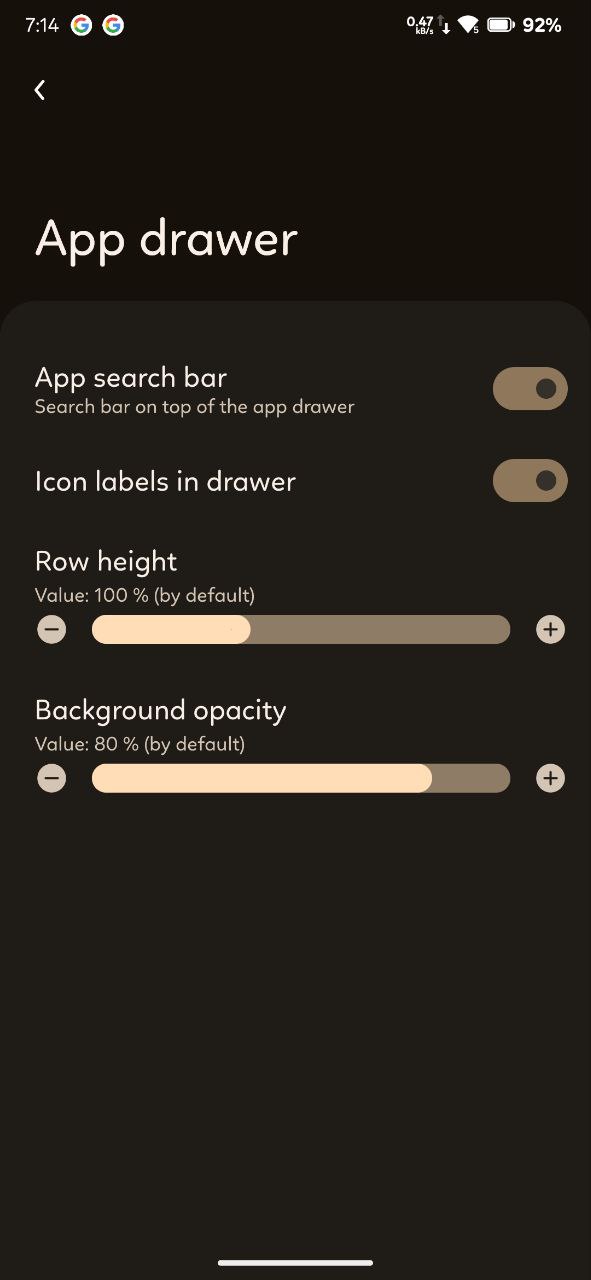 7:14
0.47
kB/s
5
92%
App drawer
App search bar
Search bar on top of the app drawer
Icon labels in drawer
Row height
Value: 100 % (by default)
Background opacity
Value: 80 % (by default)